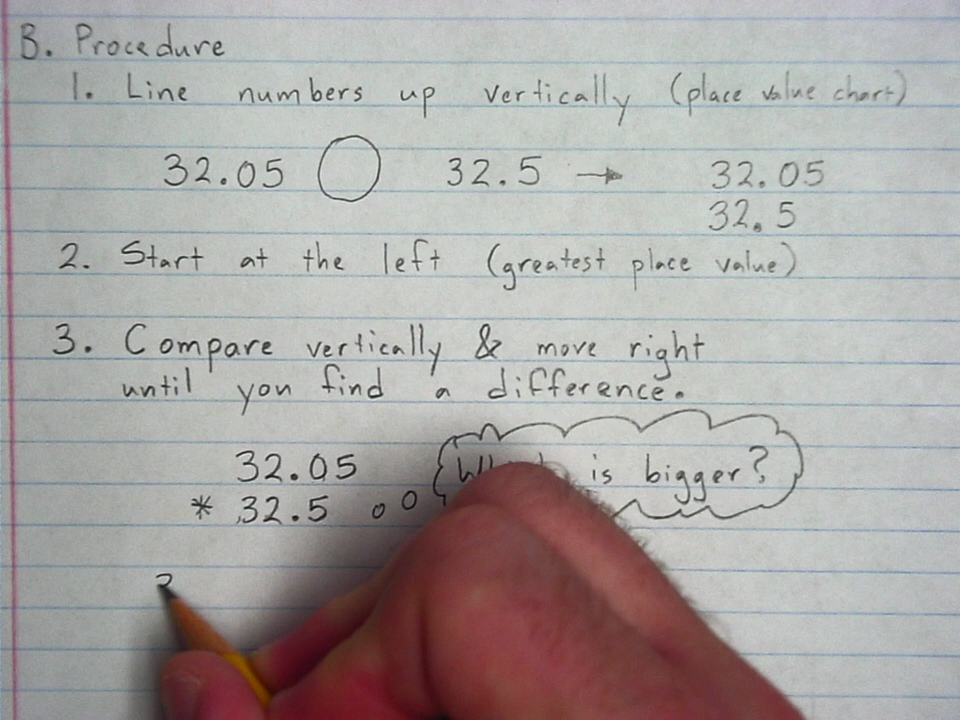 B. Procedure
1. Line numbers up vertically (place value chart)
32.05 ◯ 32.5 → 32.05
32.5
2. Start at the left (greatest place value)
3. Compare vertically & move right
until you find a difference.
32.05
* 32.5
is bigger?